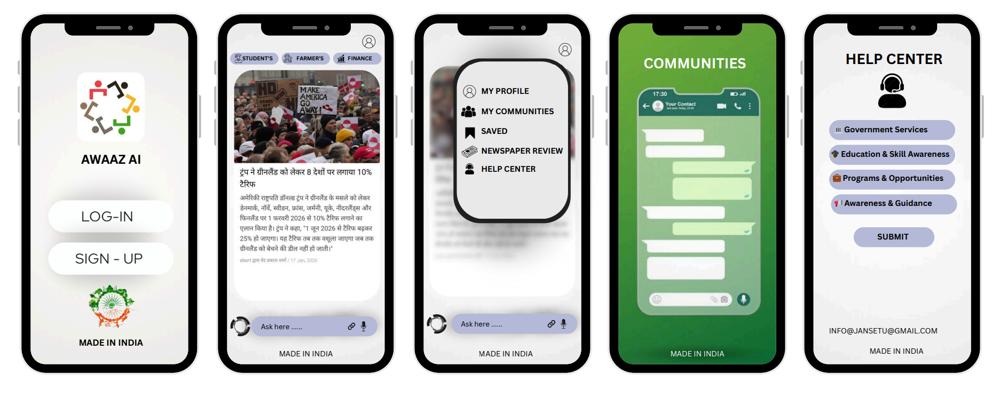 AWAAZ AI
LOG-IN
SIGN - UP
MADE IN INDIA
STUDENT'S
FARMER'S
FINANCE
MAKE
AMERICA
GO
AWAY!
ट्रंप ने ग्रीनलैंड को लेकर 8 देशों पर लगाया 10%
टैरिफ
अमेरिकी राष्ट्रपति डॉनल्ड ट्रंप ने ग्रीनलैंड के मसले को लेकर
डेनमार्क, नॉर्वे, स्वीडन, फ्रांस, जर्मनी, यूके, नीदरलैंड्स और
फिनलैंड पर 1 फरवरी 2026 से 10% टैरिफ लगाने का
एलान किया है। ट्रंप ने कहा, "1 जून 2026 से टैरिफ बढ़कर
25% हो जाएगा। यह टैरिफ तब तक वसूला जाएगा जब तक
ग्रीनलैंड को बेचने की डील नहीं हो जाती।"
short द्वारा वेद प्रकाश शर्मा / 17 Jan, 2026
Ask here ......
MADE IN INDIA
MY PROFILE
MY COMMUNITIES
SAVED
NEWSPAPER REVIEW
HELP CENTER
Ask here ......
MADE IN INDIA
COMMUNITIES
17:30
Your Contact
last seen Today, 23:30
MADE IN INDIA
HELP CENTER
Government Services
Education & Skill Awareness
Programs & Opportunities
Awareness & Guidance
SUBMIT
INFO@JANSETU@GMAIL.COM
MADE IN INDIA